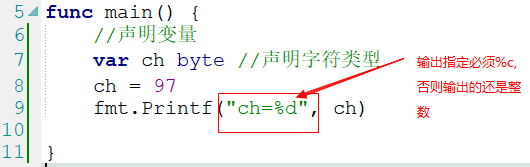 5 func main() {
6 //声明变量
7 var ch byte //声明字符类型
8 ch = 97
9 fmt.Printf("ch=%d", ch)
10
11 }
输出指定必须%c,
否则输出的还是整
数